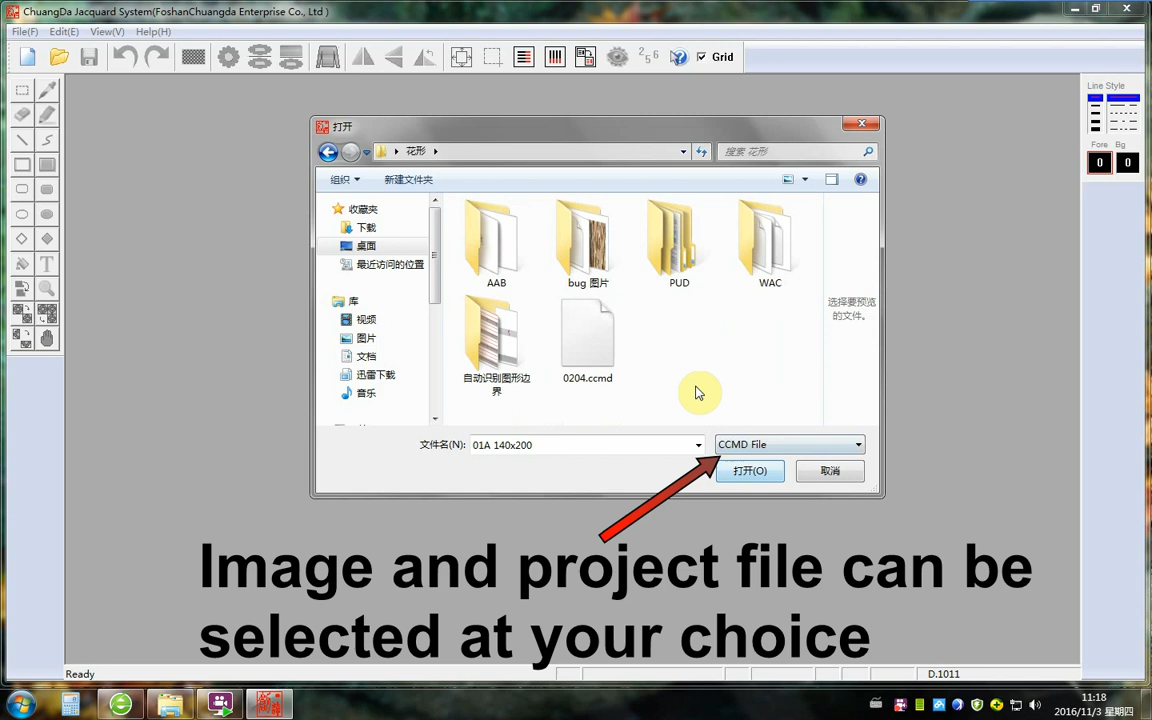 ChuangDa Jacquard System(FoshanChuangda Enterprise Co., Ltd )
File(F) Edit(E) View(V) Help(H)
2 5 6
Grid
Line Style
Fore Bg
0 0
打开
花形
搜索 花形
组织 新建文件夹
收藏夹
下载
桌面
最近访问的位置
库
视频
图片
文档
迅雷下载
音乐
AAB
bug 图片
PUD
WAC
自动识别图形边
界
0204.ccmd
选择要预览
的文件。
文件名(N): 01A 140x200
CCMD File
打开(O) 取消
Image and project file can be
selected at your choice
Ready
D.1011
11:18
2016/11/3 星期四